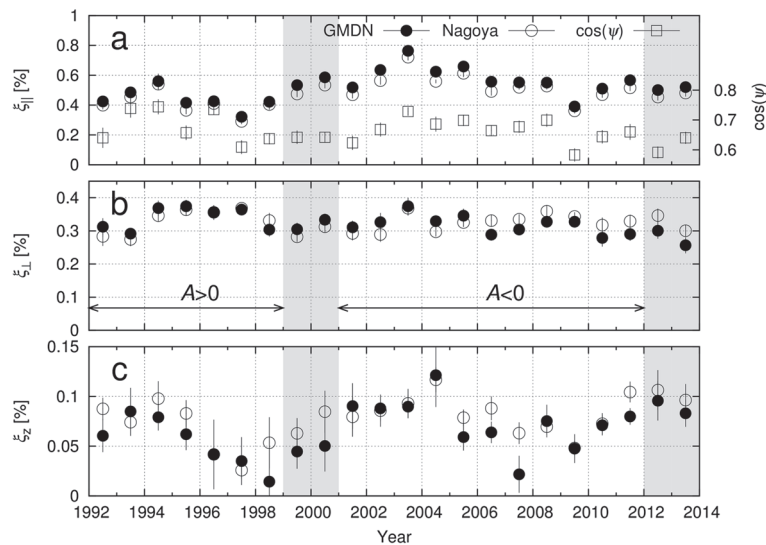 GMDN Nagoya cos(ψ)
a
ξ|| [%]
1
0.8
0.6
0.4
0.2
0
0.8
0.7
0.6
cos(ψ)
b
ξ⊥ [%]
0.4
0.3
0.2
0.1
0
A>0 A<0
c
ξz [%]
0.15
0.1
0.05
0
1992 1994 1996 1998 2000 2002 2004 2006 2008 2010 2012 2014
Year